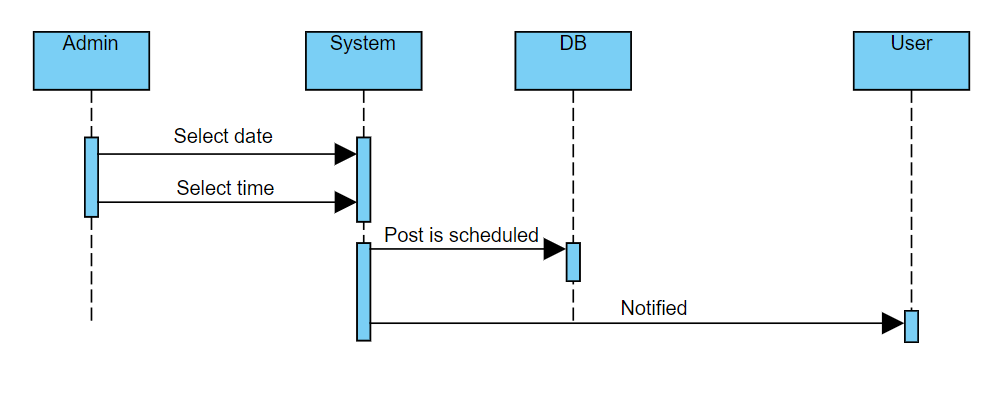 Admin
System
DB
User
Select date
Select time
Post is scheduled
Notified